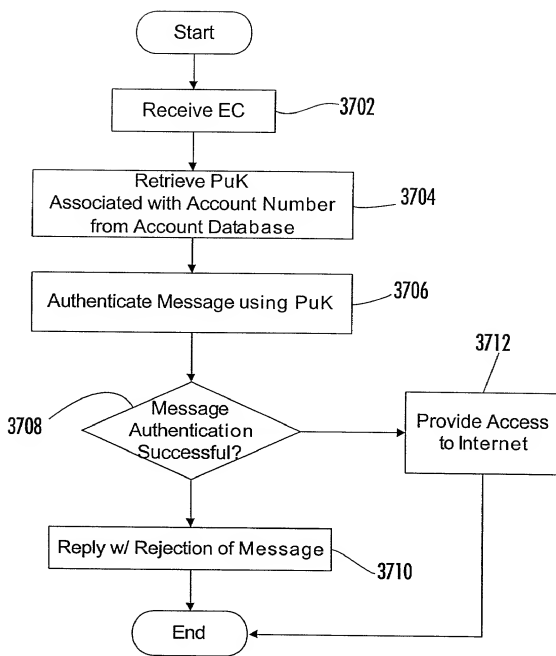 Start
Receive EC
3702
Retrieve PuK
Associated with Account Number
from Account Database
3704
Authenticate Message using PuK
3706
3712
Message
Authentication
Successful?
3708
Provide Access
to Internet
Reply w/ Rejection of Message
3710
End